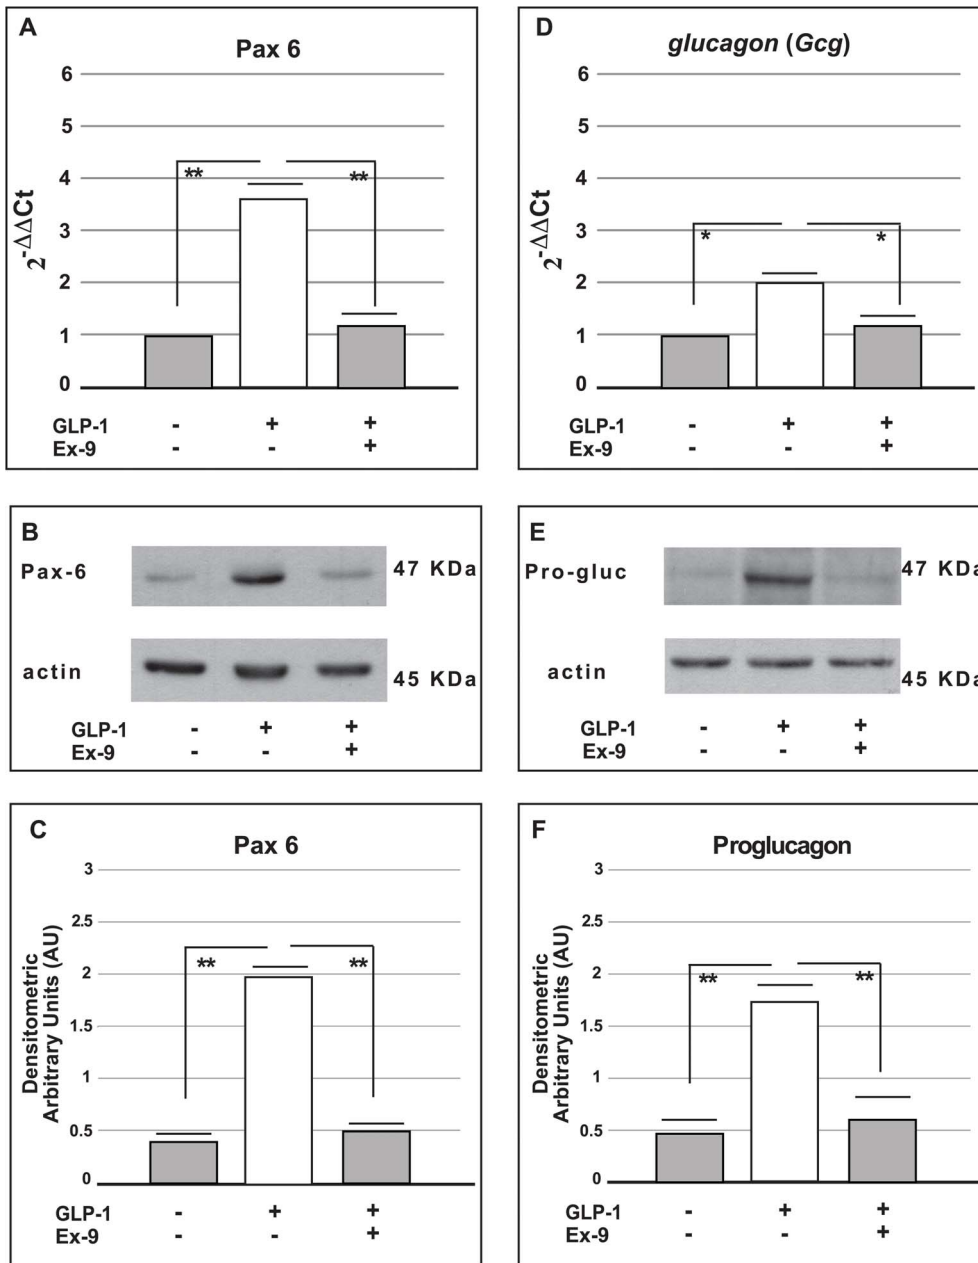 A
Pax 6
6
5
4
3
2
1
0
2-ΔΔCt
** **
GLP-1 - + +
Ex-9 - - +
D
glucagon (Gcg)
6
5
4
3
2
1
0
2-ΔΔCt
* *
GLP-1 - + +
Ex-9 - - +
B
Pax-6 47 KDa
actin 45 KDa
GLP-1 - + +
Ex-9 - - +
E
Pro-gluc 47 KDa
actin 45 KDa
GLP-1 - + +
Ex-9 - - +
C
Pax 6
3
2.5
2
1.5
1
0.5
0
Densitometric
Arbitrary Units (AU)
** **
GLP-1 - + +
Ex-9 - - +
F
Proglucagon
3
2.5
2
1.5
1
0.5
0
Densitometric
Arbitrary Units (AU)
** **
GLP-1 - + +
Ex-9 - - +